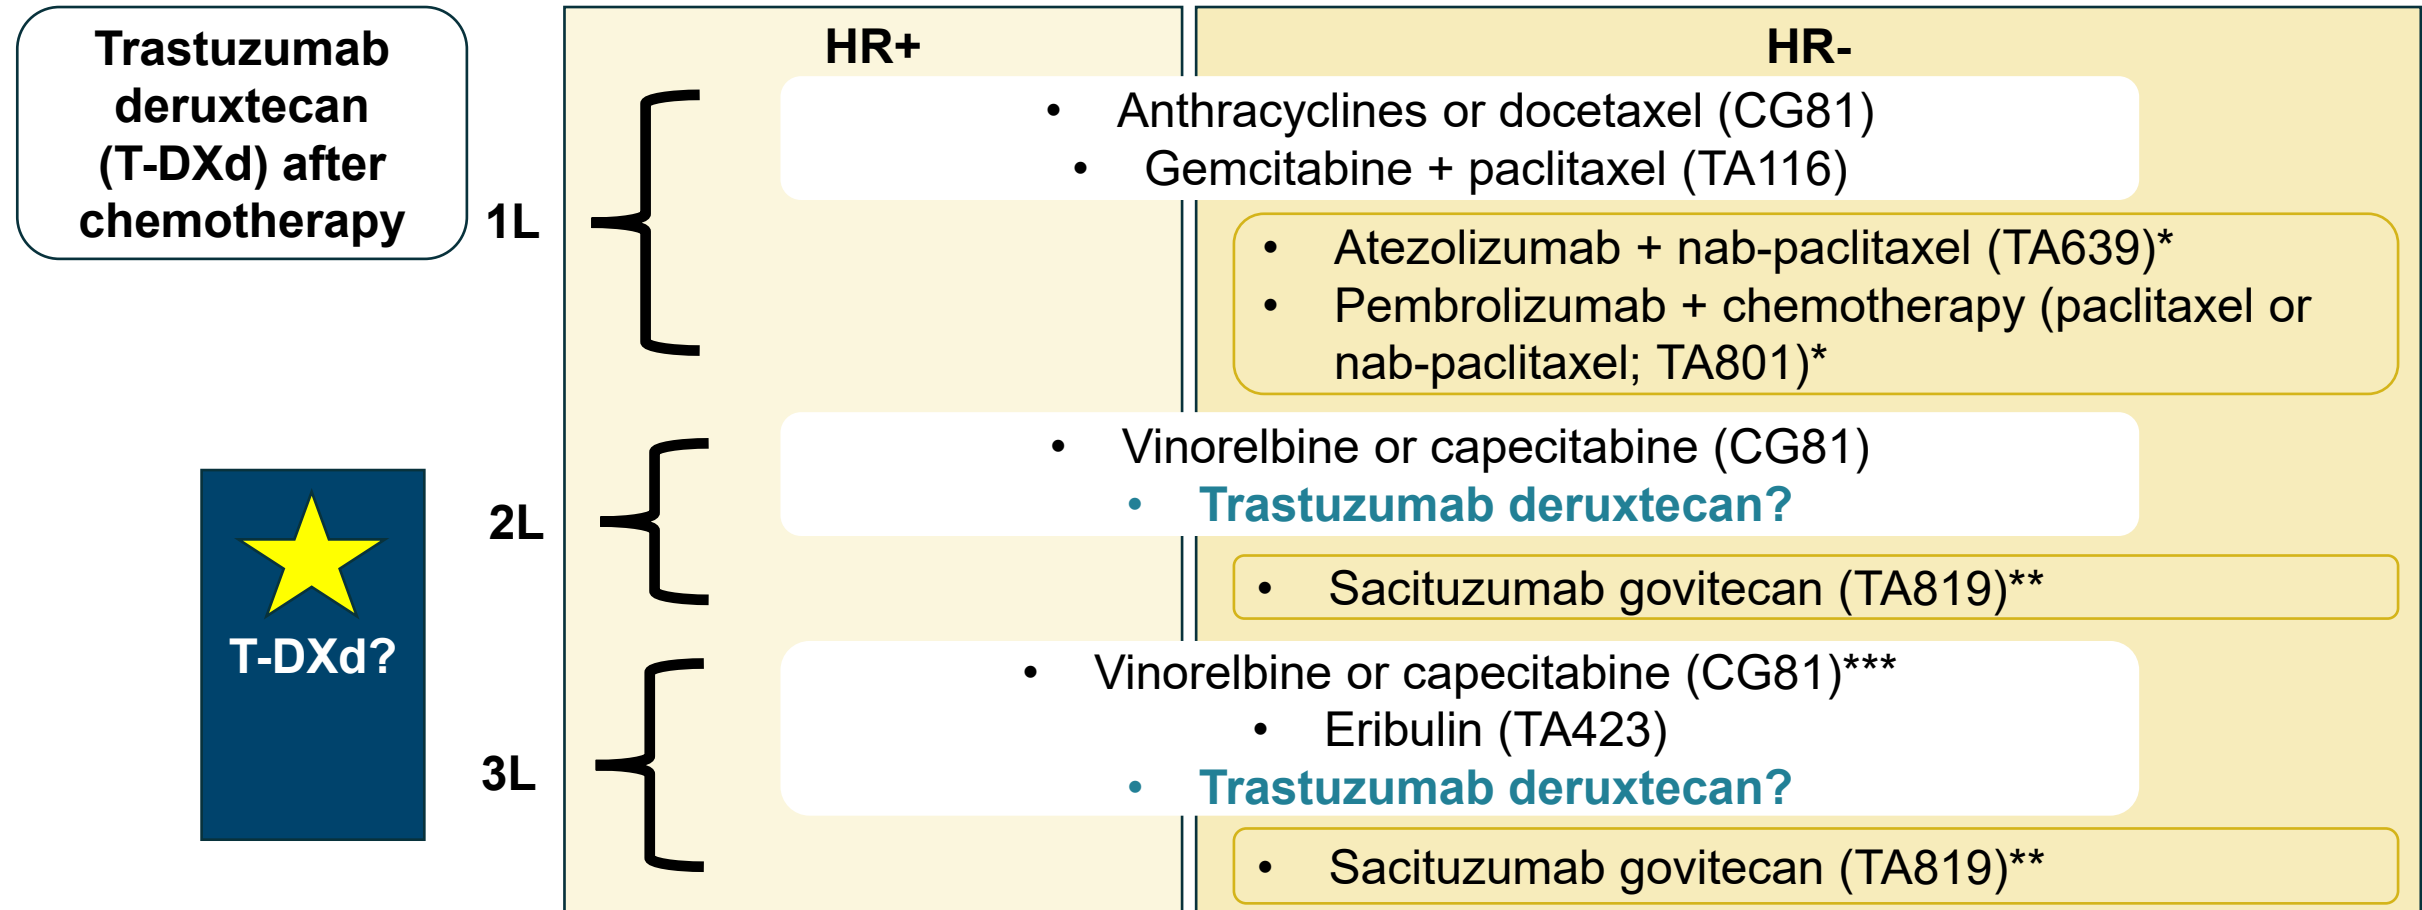 Trastuzumab
deruxtecan
(T-DXd) after
chemotherapy
HR+
HR-
1L
• Anthracyclines or docetaxel (CG81)
• Gemcitabine + paclitaxel (TA116)
• Atezolizumab + nab-paclitaxel (TA639)*
• Pembrolizumab + chemotherapy (paclitaxel or
nab-paclitaxel; TA801)*
2L
• Vinorelbine or capecitabine (CG81)
• Trastuzumab deruxtecan?
• Sacituzumab govitecan (TA819)**
T-DXd?
3L
• Vinorelbine or capecitabine (CG81)***
• Eribulin (TA423)
• Trastuzumab deruxtecan?
• Sacituzumab govitecan (TA819)**